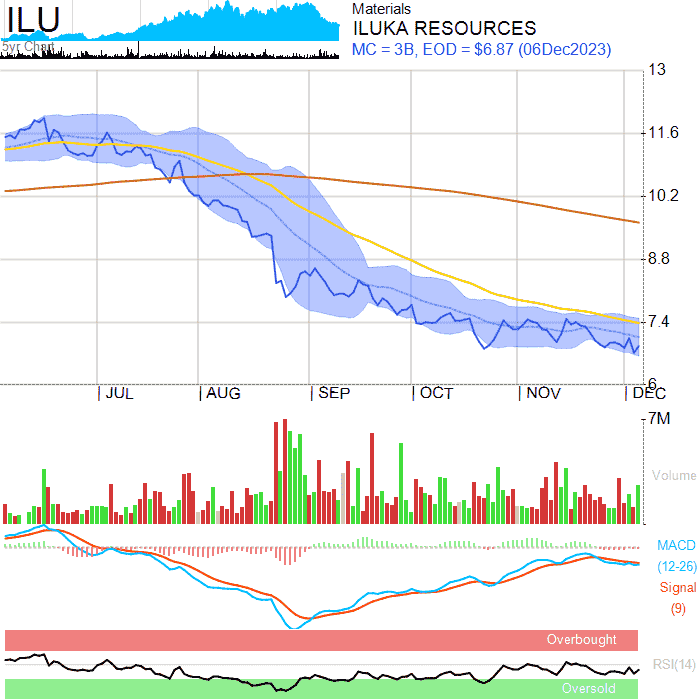 ILU
5yr Chart
Materials
ILUKA RESOURCES
MC = 3B, EOD = $6.87 (06Dec2023)
13
11.6
10.2
8.8
7.4
6
JUL AUG SEP OCT NOV DEC
7M
Volume
MACD
(12-26)
Signal
(9)
Overbought
RSI(14)
Oversold